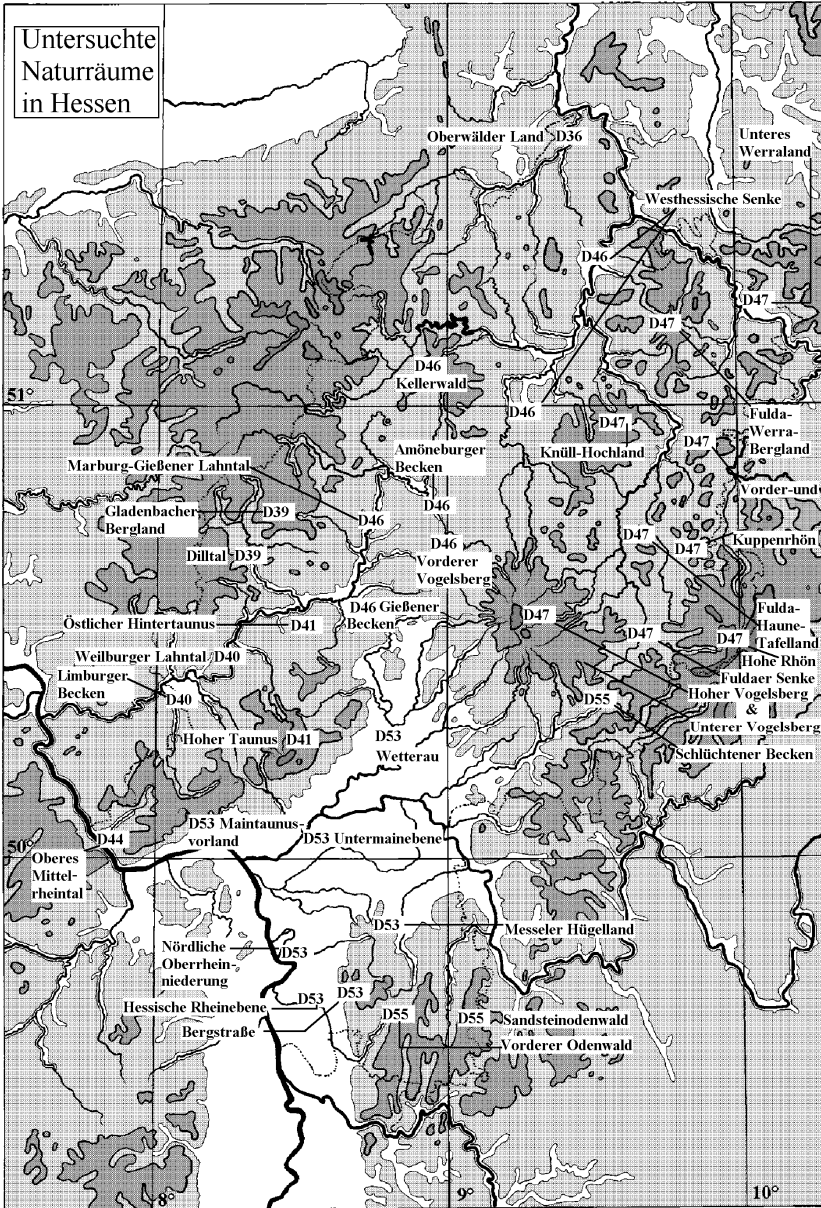 Untersuchte
Naturräume
in Hessen
Oberwälder Land D36
Unteres
Werraland
Westhessische Senke
D46
D47
D47
D46
Kellerwald
51°
D46
D47
Knüll-Hochland
Fulda-
Werra-
Bergland
D47
Vorder-und
Amöneburger
Becken
D46
Marburg-Gießener Lahntal
D46
Gladenbacher
Bergland
D39
Dilltal D39
D46
Vorderer
Vogelsberg
D47
D47
Kuppenrhön
Fulda-
Haune-
Tafelland
D46 Gießener
Becken
Östlicher Hintertaunus
D41
D47
D47
D47
Hohe Rhön
Fuldaer Senke
Hoher Vogelsberg
&
Unterer Vogelsberg
Weilburger Lahntal D40
Limburger
Becken
D40
D55
Schlüchtener Becken
Hoher Taunus D41
D53
Wetterau
D44
50°
Oberes
Mittel-
rheintal
D53 Maintaunus-
vorland
D53 Untermainebene
D53
Messeler Hügelland
Nördliche
Oberrhein-
niederung
D53
Hessische Rheinebene
D53
D53
Bergstraße
D55
D55
Sandsteinodenwald
Vorderer Odenwald
8°
9°
10°